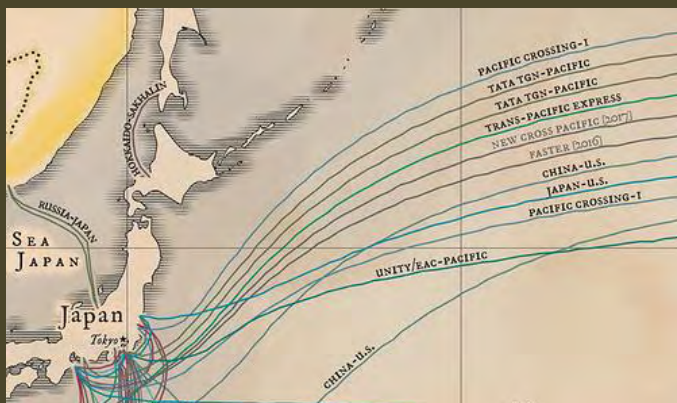 PACIFIC CROSSING-1
TATA TGN-PACIFIC
TATA TGN-PACIFIC
TRANS-PACIFIC EXPRESS
NEW CROSS PACIFIC (2017)
FASTER (2016)
CHINA-U.S.
JAPAN-U.S.
PACIFIC CROSSING-1
UNITY/EAC-PACIFIC
CHINA-U.S.
HOKKAIDO-SAKHALIN
RUSSIA-JAPAN
SEA
JAPAN
Japan
Tokyo